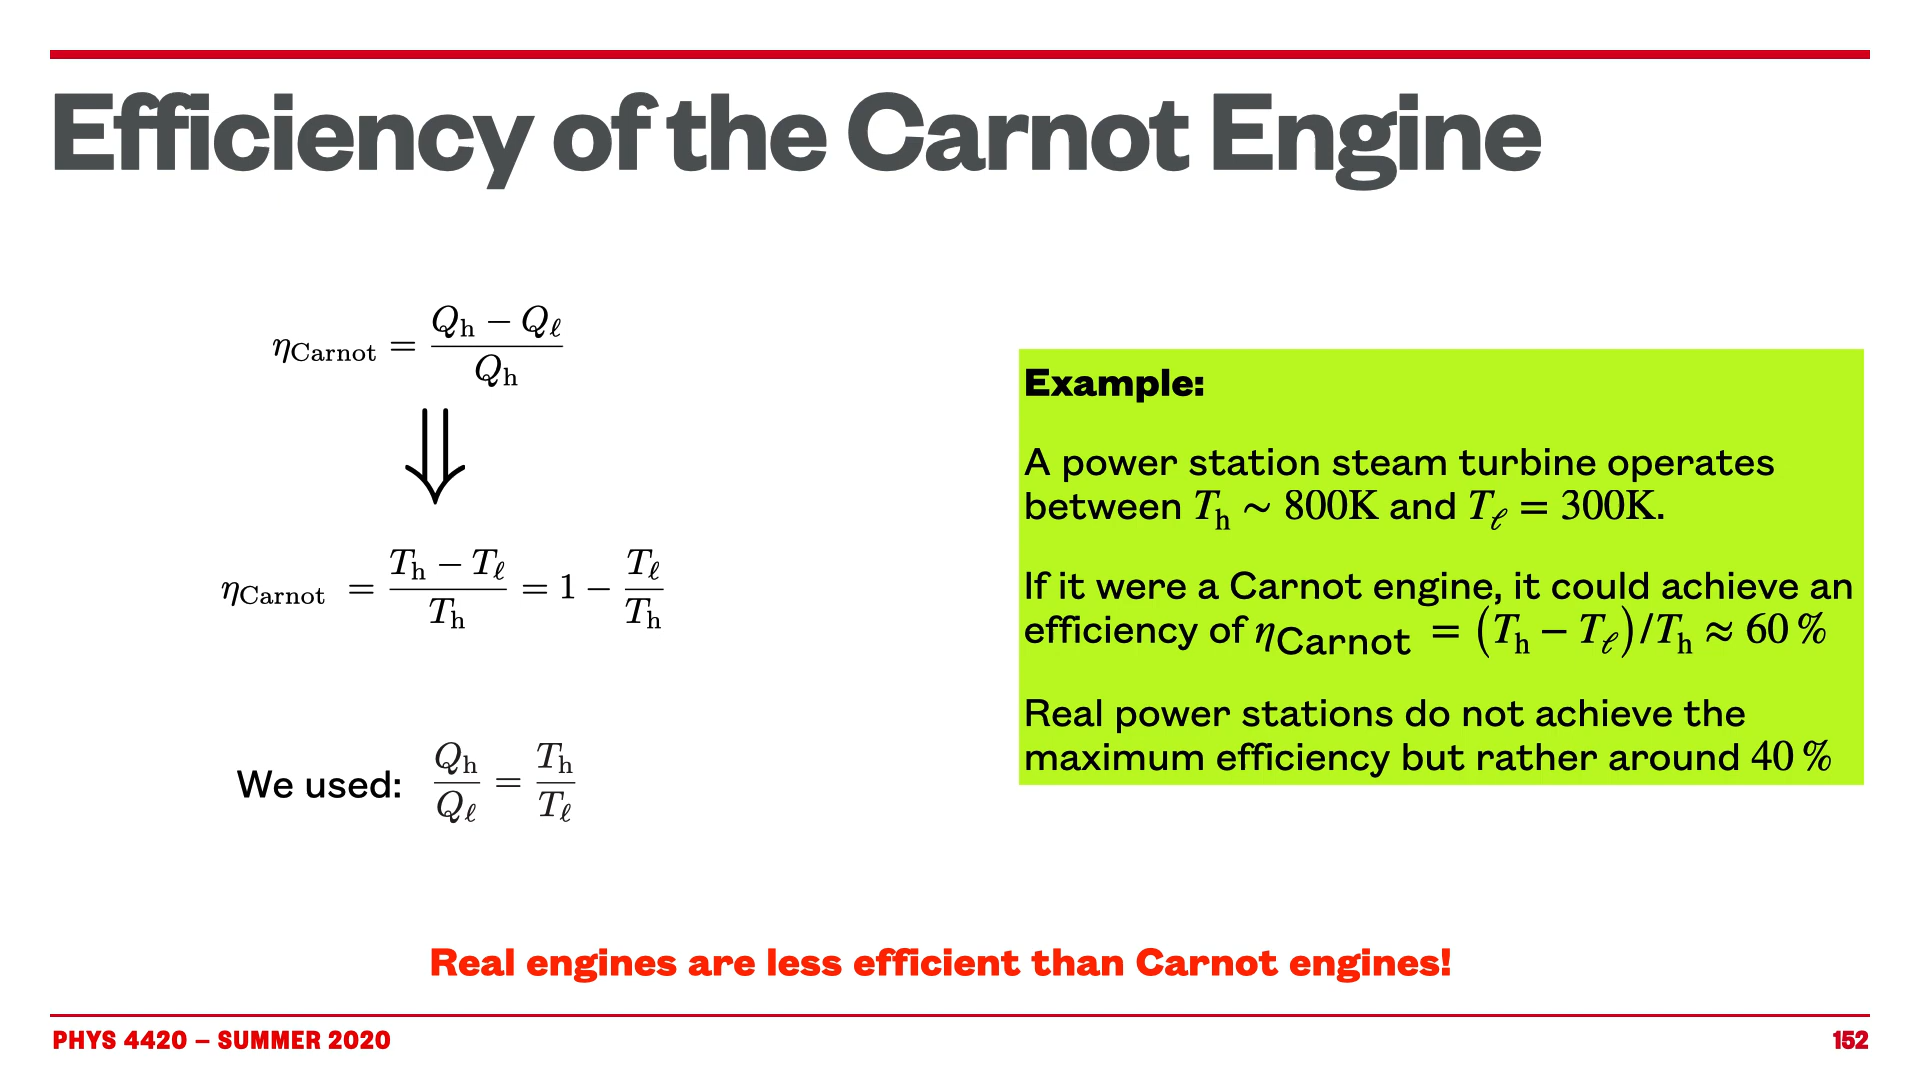 Efficiency of the Carnot Engine
η_Carnot = (Q_h − Q_ℓ) / Q_h
⇓
η_Carnot = (T_h − T_ℓ) / T_h = 1 − T_ℓ / T_h
We used: Q_h / Q_ℓ = T_h / T_ℓ
Example:
A power station steam turbine operates
between T_h ~ 800K and T_ℓ = 300K.
If it were a Carnot engine, it could achieve an
efficiency of η_Carnot = (T_h − T_ℓ)/T_h ≈ 60 %
Real power stations do not achieve the
maximum efficiency but rather around 40 %
Real engines are less efficient than Carnot engines!
PHYS 4420 – SUMMER 2020
152